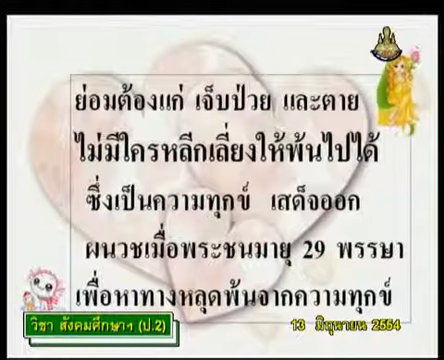 ย่อมต้องแก่ เจ็บป่วย และตาย
ไม่มีใครหลีกเลี่ยงให้พ้นไปได้
ซึ่งเป็นความทุกข์ เสด็จออก
ผนวชเมื่อพระชนมายุ 29 พรรษา
เพื่อหาทางหลุดพ้นจากความทุกข์
วิชา สังคมศึกษาฯ (ป.2)
13 มิถุนายน 2554